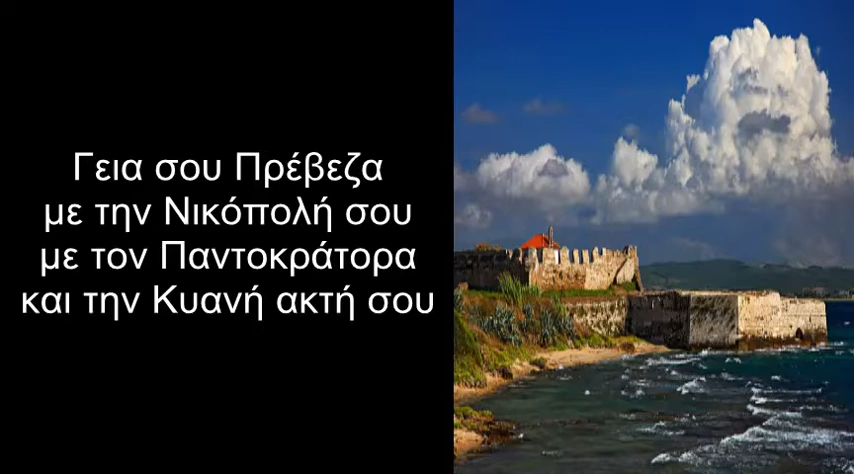 Γεια σου Πρέβεζα
με την Νικόπολή σου
με τον Παντοκράτορα
και την Κυανή ακτή σου